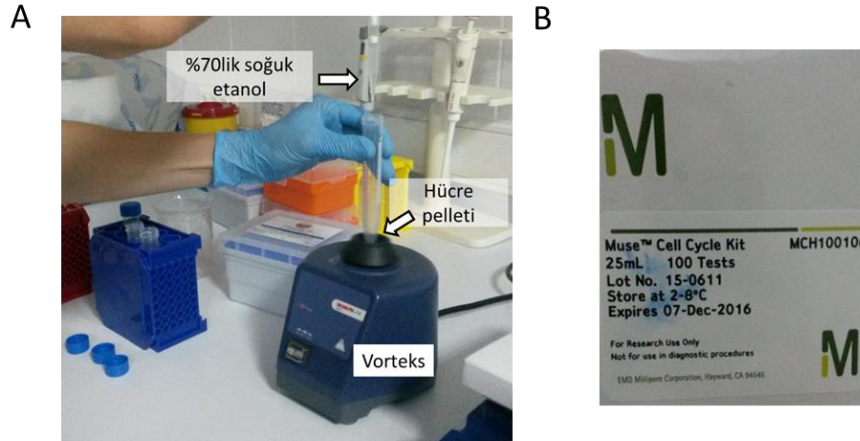 A
B
%70lik soğuk
etanol
Hücre
pelleti
Vorteks
M
Muse™ Cell Cycle Kit MCH10010
25mL 100 Tests
Lot No. 15-0611
Store at 2-8°C
Expires 07-Dec-2016
For Research Use Only
Not for use in diagnostic procedures
EMD Millipore Corporation, Hayward, CA 94545
M